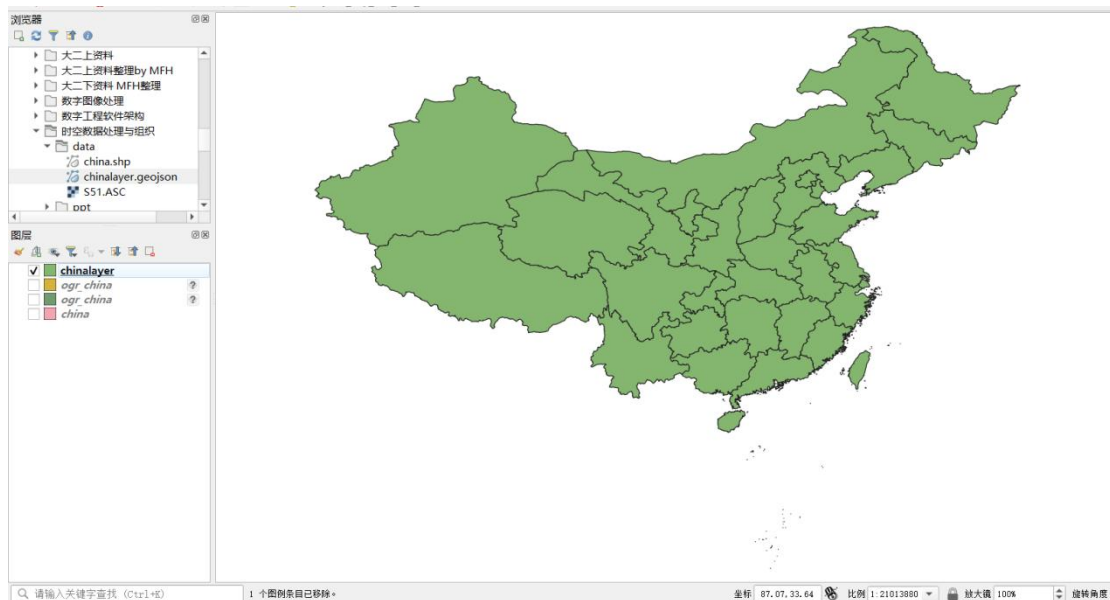 浏览器
大二上资料
大二上资料整理by MFH
大二下资料 MFH整理
数字图像处理
数字工程软件架构
时空数据处理与组织
data
china.shp
chinalayer.geojson
S51.ASC
ppt
图层
chinalayer
ogr_china ?
ogr_china ?
china
请输入关键字查找 (Ctrl+K) 1 个图例条目已移除。 坐标 87.07,33.64 比例 1:21013880 放大镜 100% 旋转角度